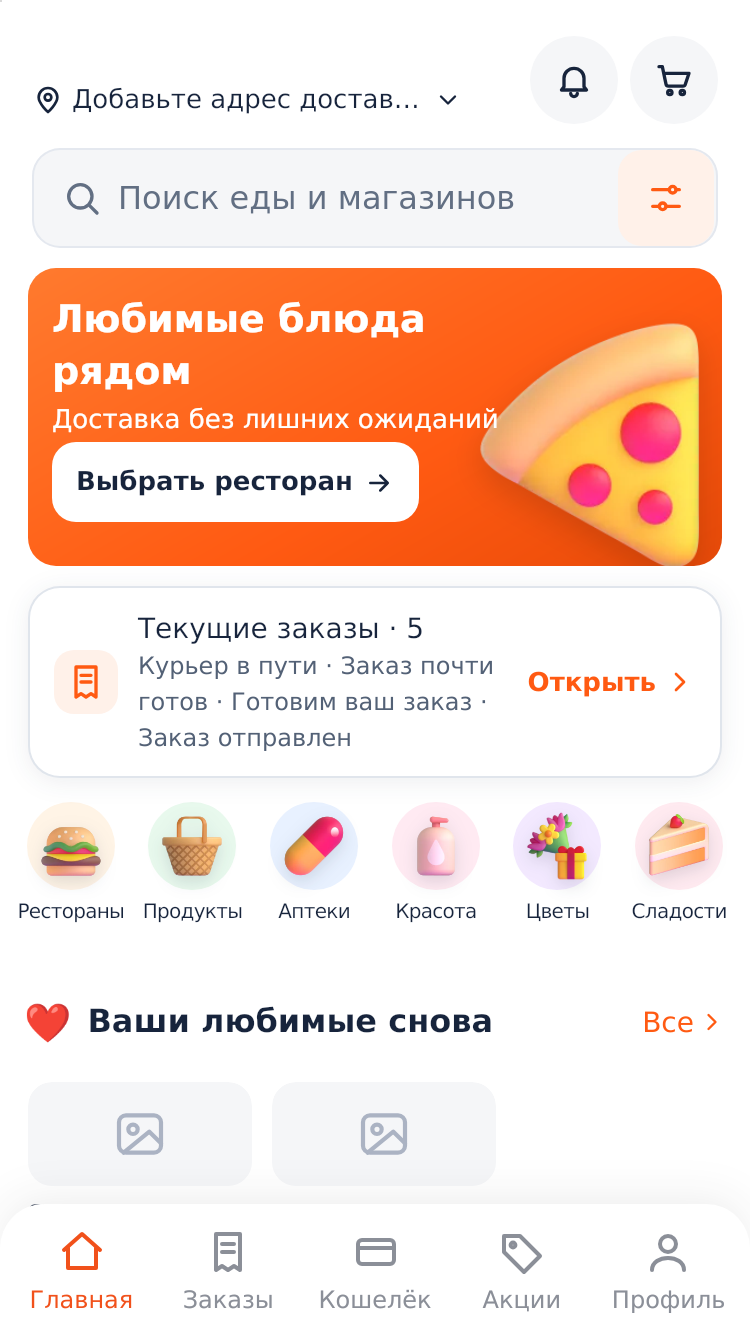 Добавьте адрес достав...
Поиск еды и магазинов
Любимые блюда
рядом
Доставка без лишних ожиданий
Выбрать ресторан →
Текущие заказы · 5
Курьер в пути · Заказ почти
готов · Готовим ваш заказ ·
Заказ отправлен
Открыть
Рестораны Продукты Аптеки Красота Цветы Сладости
Ваши любимые снова
Все
Главная Заказы Кошелёк Акции Профиль